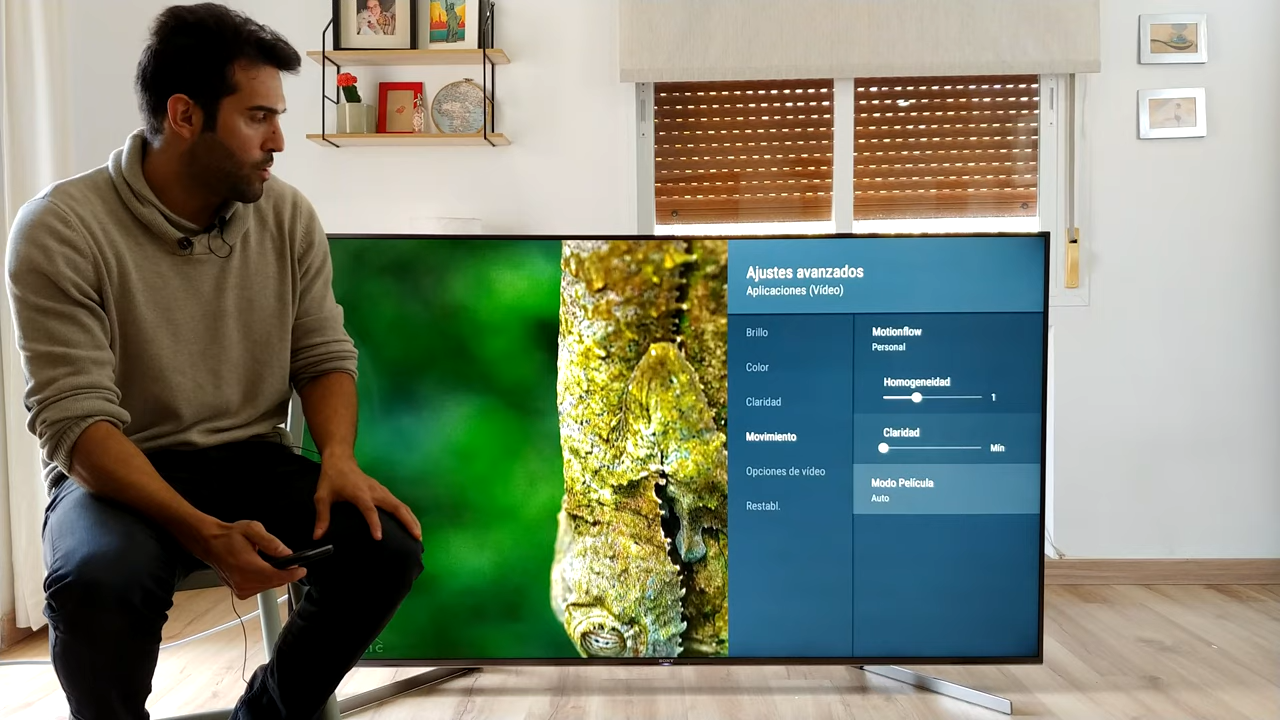 Ajustes avanzados
Aplicaciones (Vídeo)
Brillo
Color
Claridad
Movimiento
Opciones de vídeo
Restabl.
Motionflow
Personal
Homogeneidad
1
Claridad
Mín
Modo Película
Auto
SONY